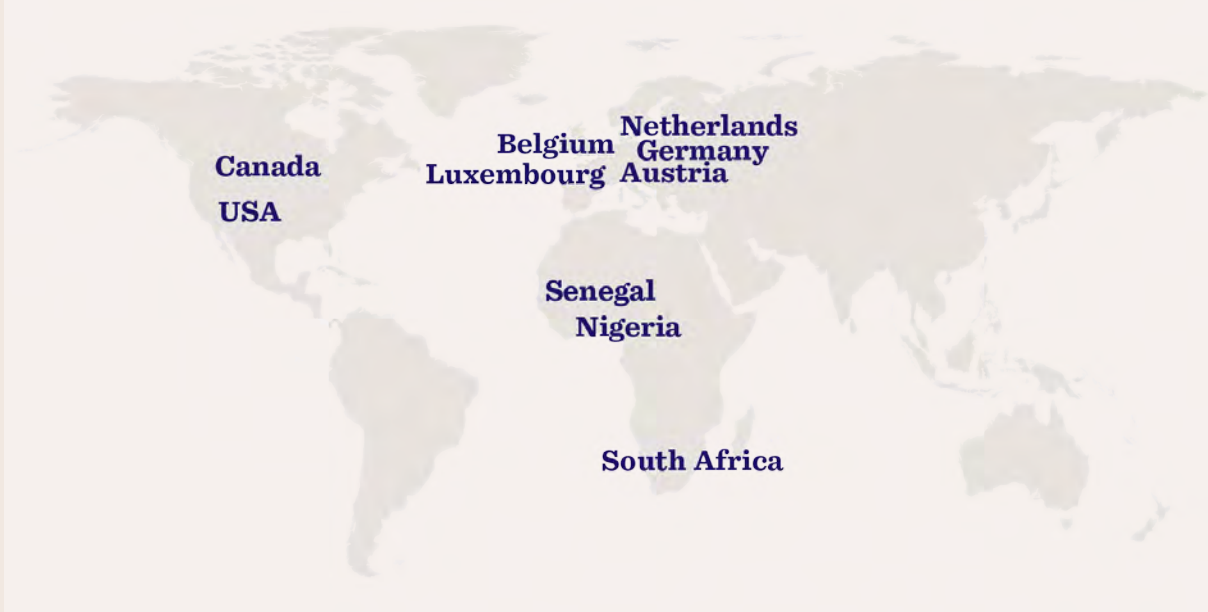 Netherlands
Belgium
Germany
Canada
Luxembourg
Austria
USA
Senegal
Nigeria
South Africa